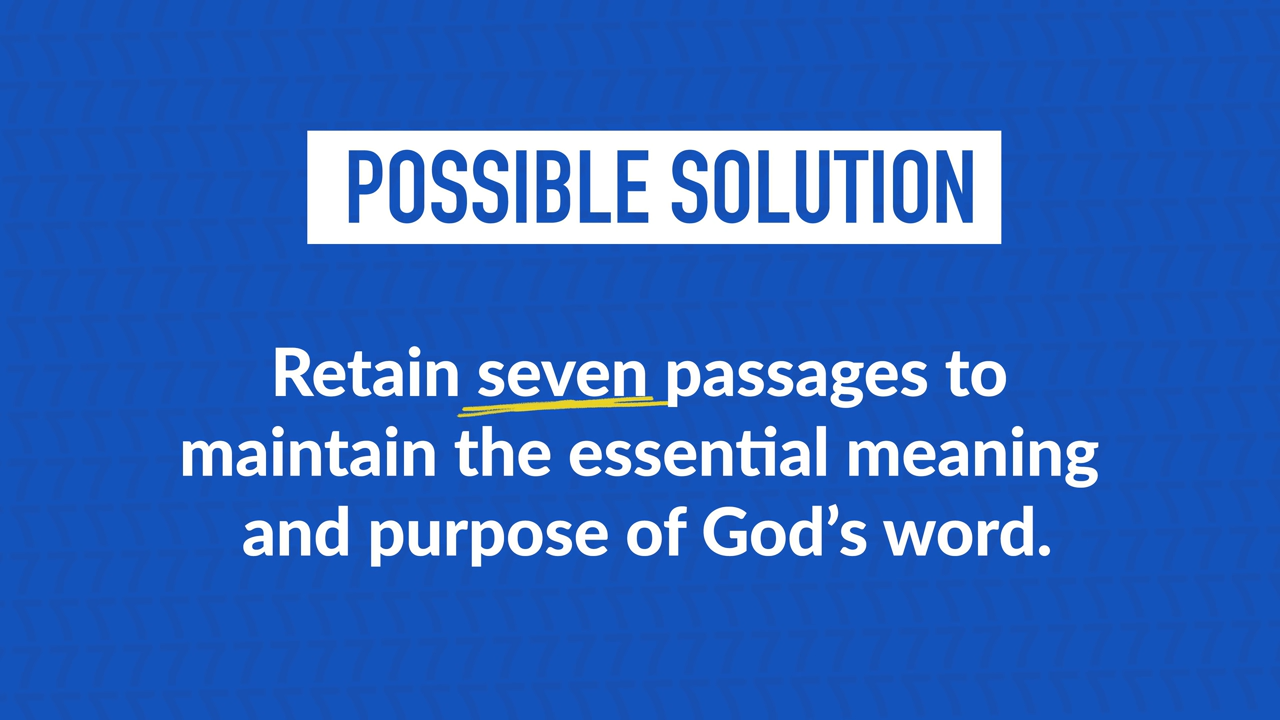 POSSIBLE SOLUTION
Retain seven passages to
maintain the essential meaning
and purpose of God’s word.